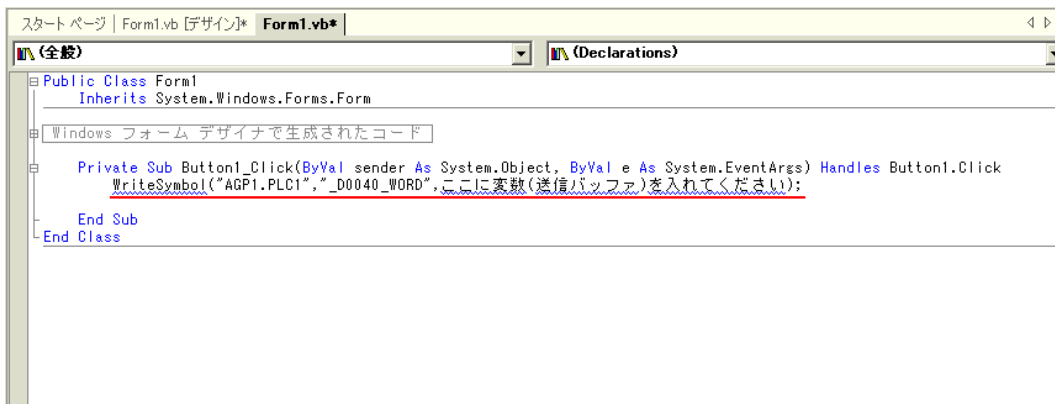 スタート ページ | Form1.vb [デザイン]* Form1.vb*
(全般) (Declarations)
Public Class Form1
Inherits System.Windows.Forms.Form
Windows フォーム デザイナで生成されたコード
Private Sub Button1_Click(ByVal sender As System.Object, ByVal e As System.EventArgs) Handles Button1.Click
WriteSymbol("AGP1.PLC1","_D0040_WORD",ここに変数(送信バッファ)を入れてください);
End Sub
End Class